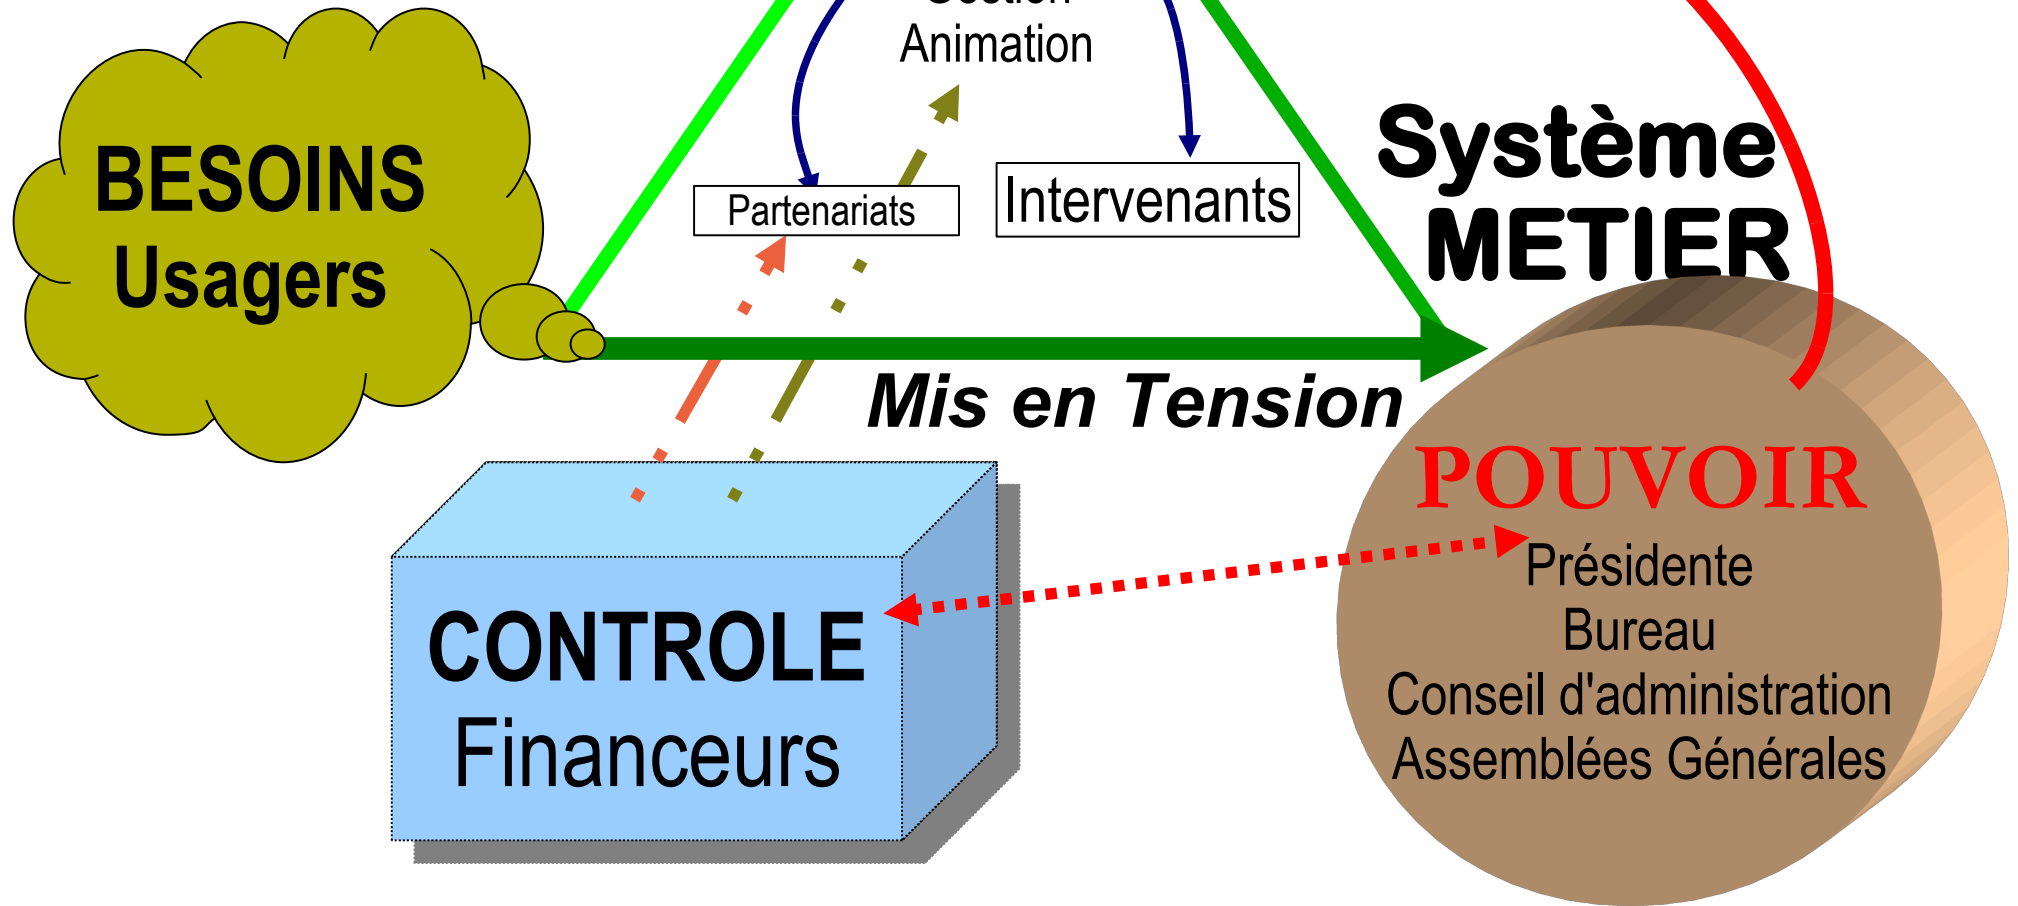 Gestion
Animation
BESOINS
Usagers
Partenariats
Intervenants
Système
METIER
Mis en Tension
POUVOIR
Présidente
Bureau
Conseil d'administration
Assemblées Générales
CONTROLE
Financeurs